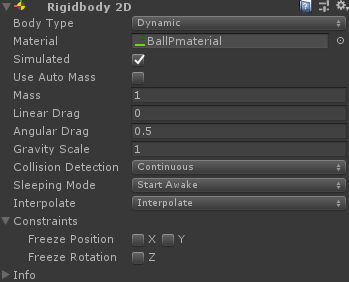 Rigidbody 2D
Body Type Dynamic
Material BallPmaterial
Simulated
Use Auto Mass
Mass 1
Linear Drag 0
Angular Drag 0.5
Gravity Scale 1
Collision Detection Continuous
Sleeping Mode Start Awake
Interpolate Interpolate
Constraints
Freeze Position X Y
Freeze Rotation Z
Info